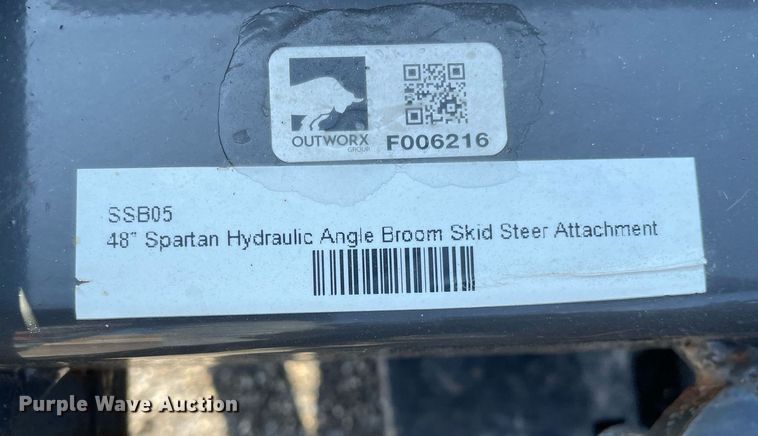 OUTWORX
GROUP
F006216
SSB05
48" Spartan Hydraulic Angle Broom Skid Steer Attachment
Purple Wave Auction